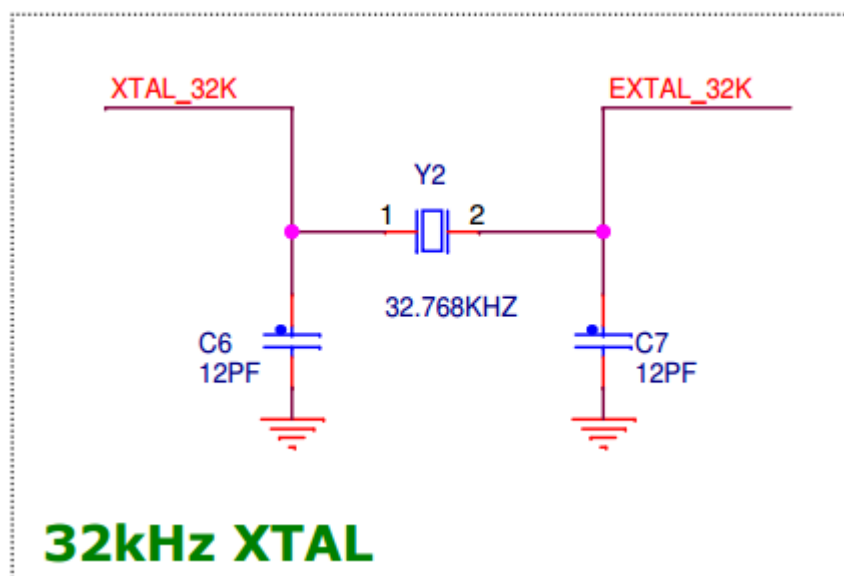 XTAL_32K
EXTAL_32K
Y2
1
2
32.768KHZ
C6
12PF
C7
12PF
32kHz XTAL